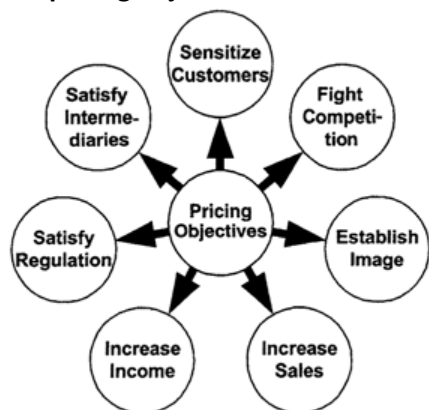 Sensitize
Customers
Fight
Competi-
tion
Establish
Image
Increase
Sales
Increase
Income
Satisfy
Regulation
Satisfy
Interme-
diaries
Pricing
Objectives